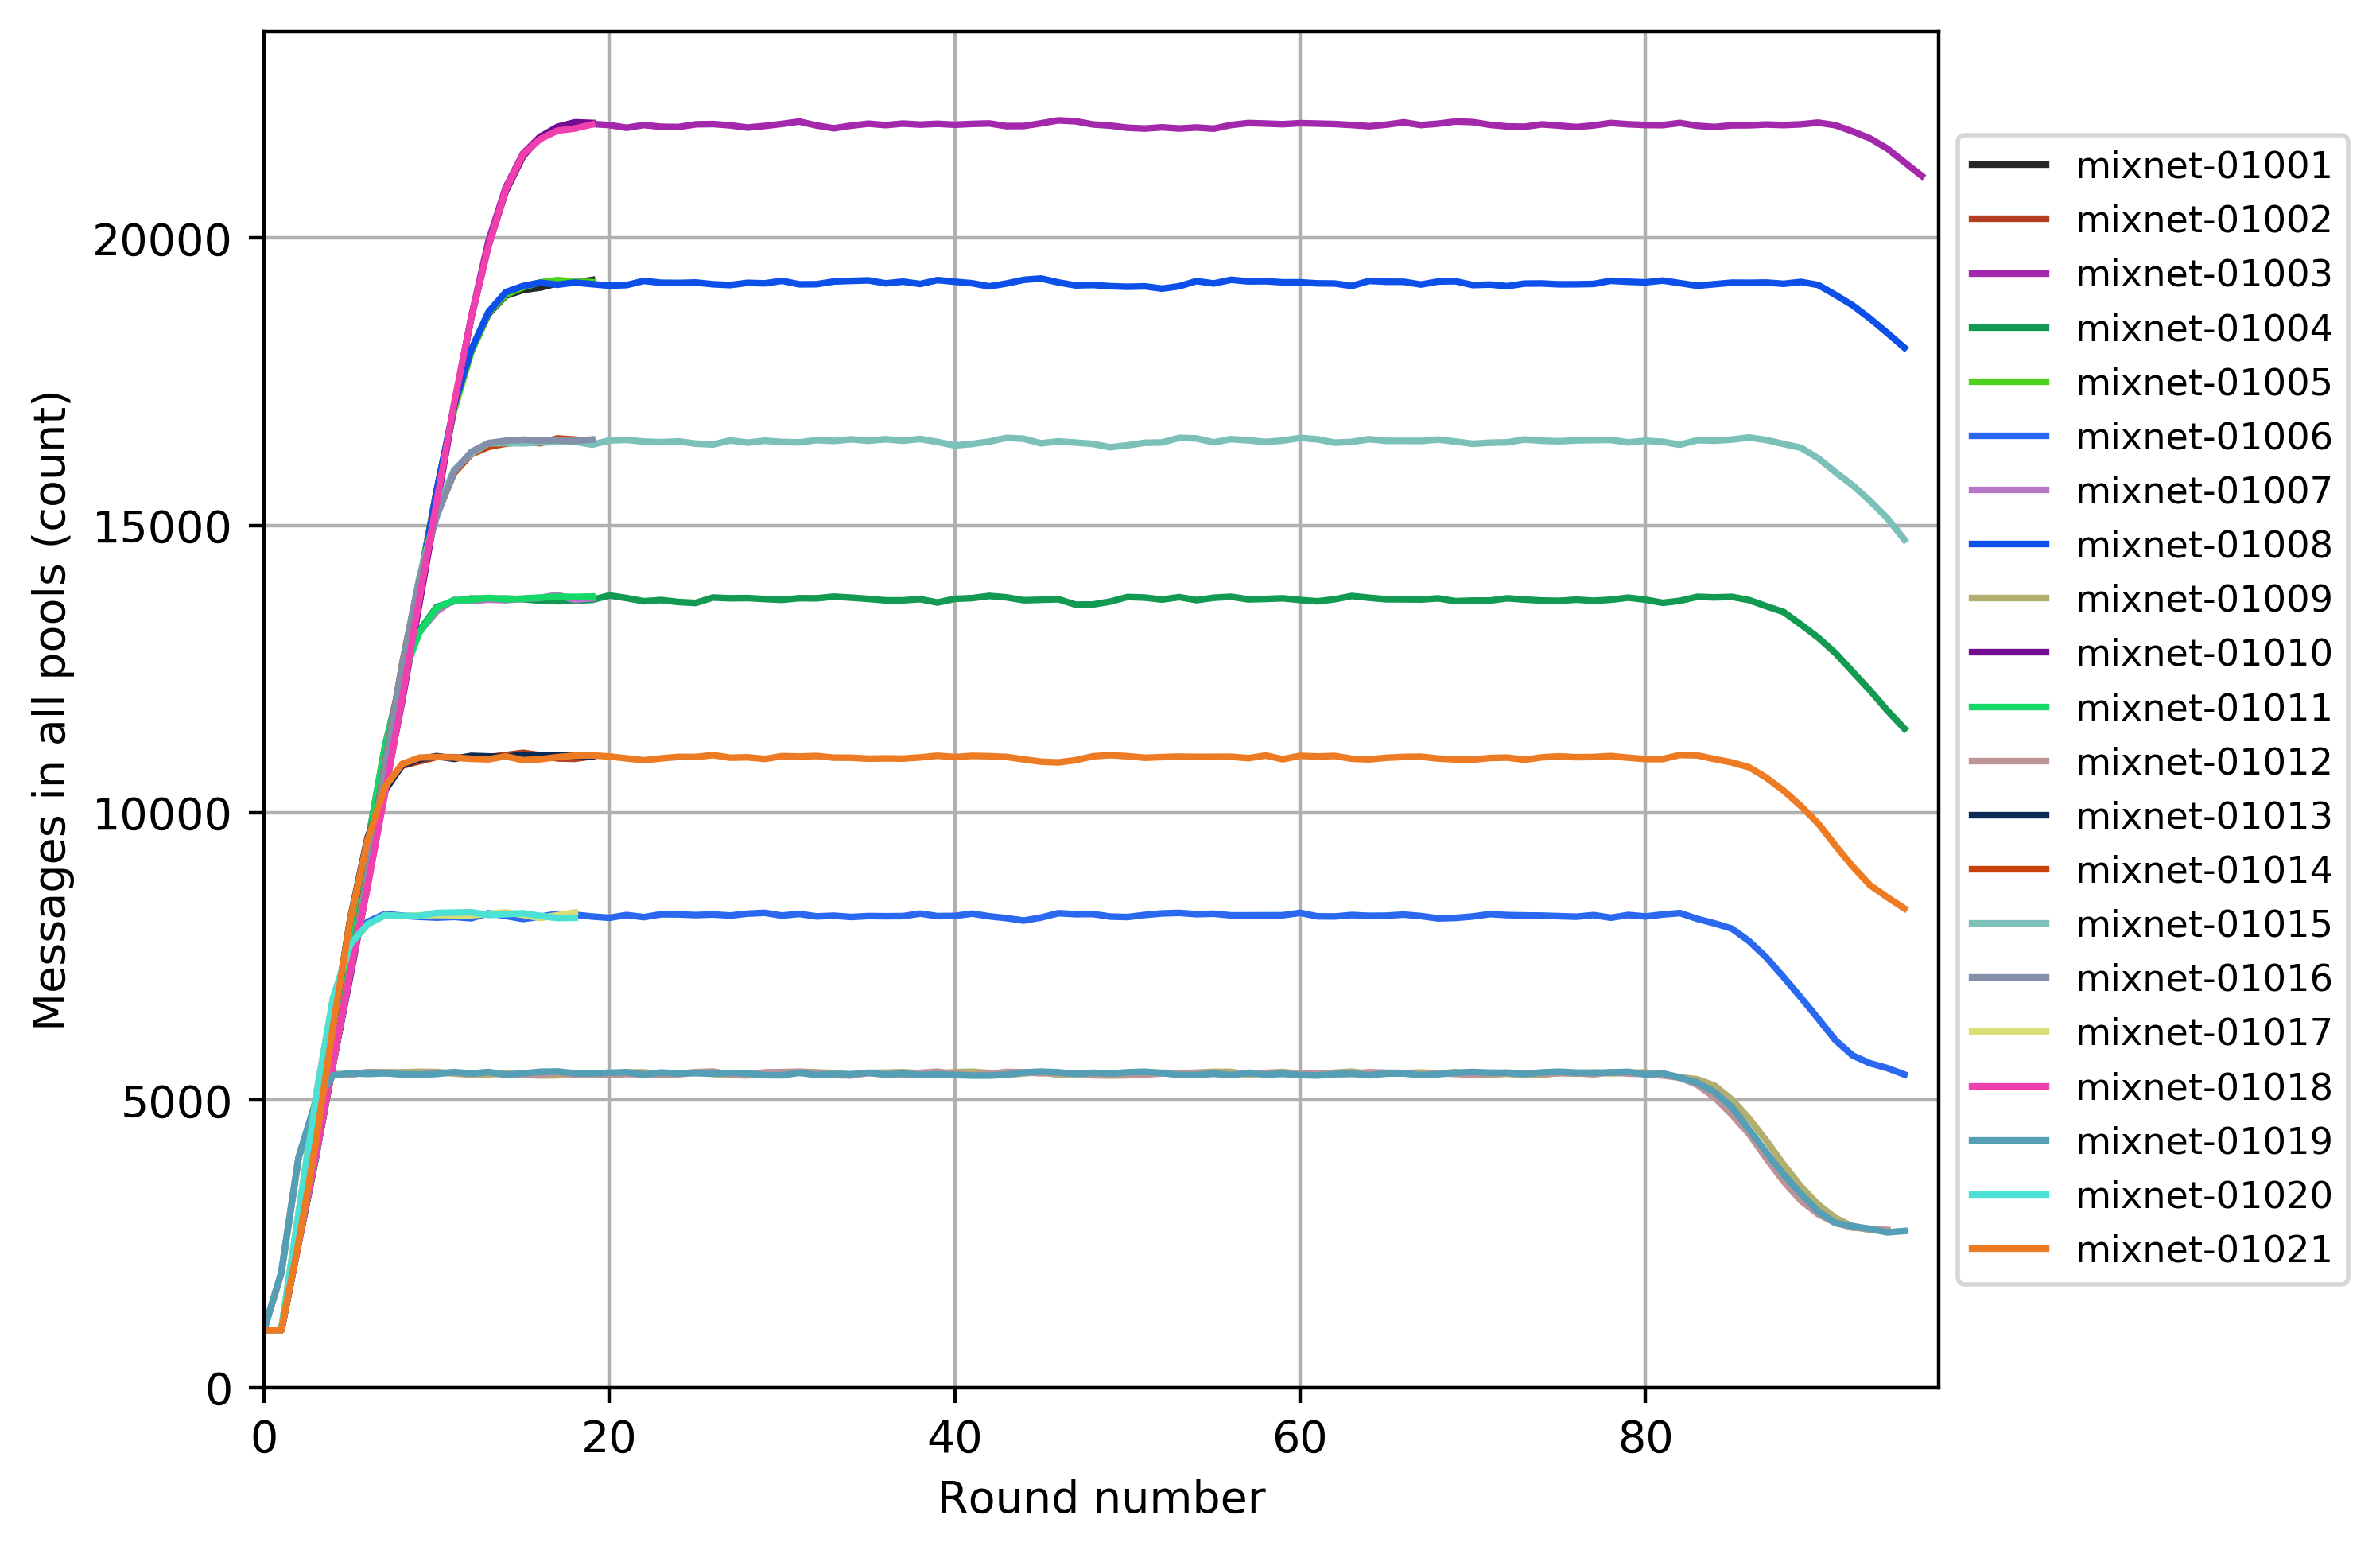 Messages in all pools (count)
20000
15000
10000
5000
0
0 20 40 60 80
Round number
mixnet-01001
mixnet-01002
mixnet-01003
mixnet-01004
mixnet-01005
mixnet-01006
mixnet-01007
mixnet-01008
mixnet-01009
mixnet-01010
mixnet-01011
mixnet-01012
mixnet-01013
mixnet-01014
mixnet-01015
mixnet-01016
mixnet-01017
mixnet-01018
mixnet-01019
mixnet-01020
mixnet-01021